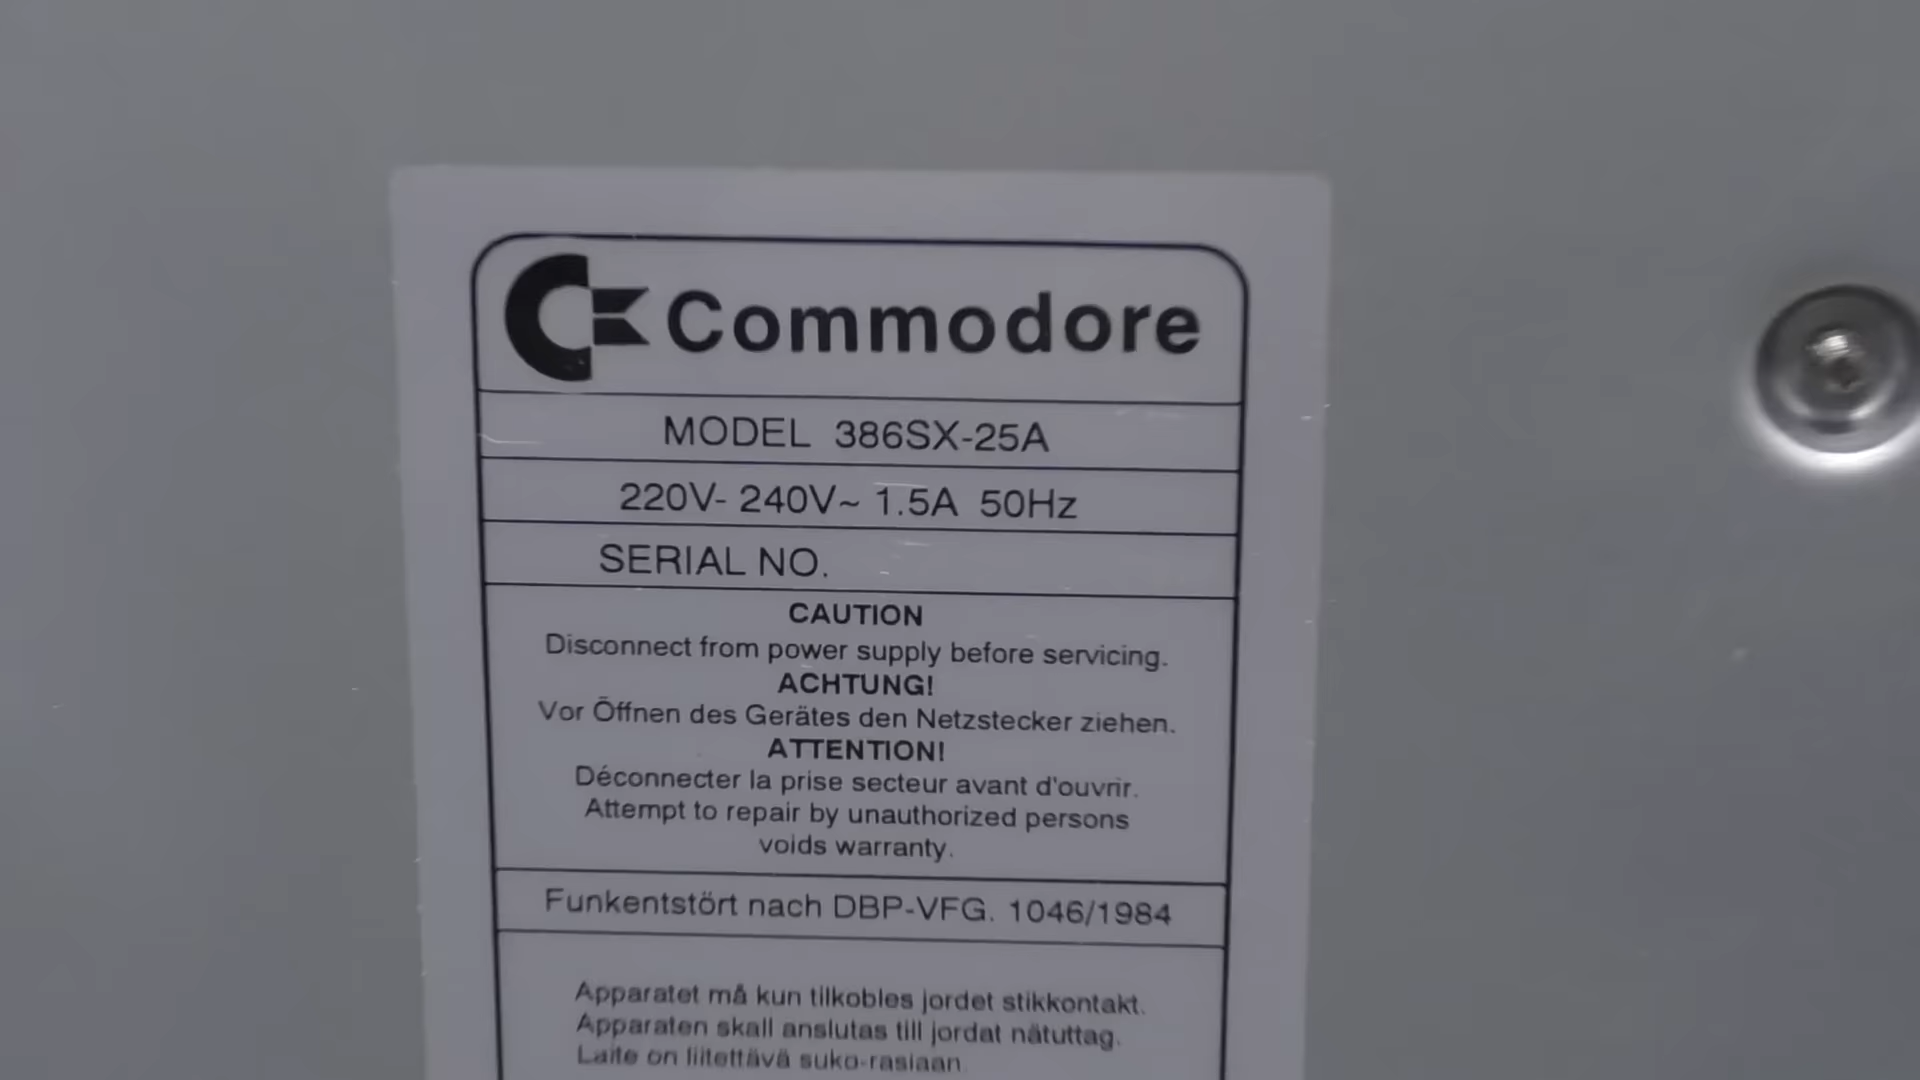 Commodore
MODEL 386SX-25A
220V- 240V~ 1.5A 50Hz
SERIAL NO.
CAUTION
Disconnect from power supply before servicing.
ACHTUNG!
Vor Öffnen des Gerätes den Netzstecker ziehen.
ATTENTION!
Déconnecter la prise secteur avant d'ouvrir.
Attempt to repair by unauthorized persons
voids warranty.
Funkentstört nach DBP-VFG. 1046/1984
Apparatet må kun tilkobles jordet stikkontakt.
Apparaten skall anslutas till jordat nätuttag.
Laite on liitettävä suko-rasiaan